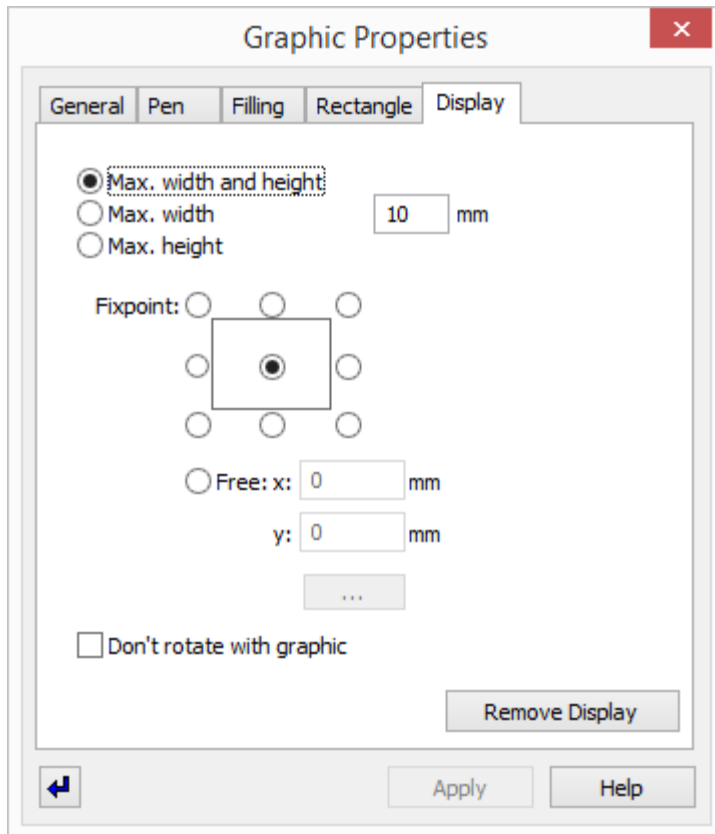 Graphic Properties
General Pen Filling Rectangle Display
Max. width and height
Max. width 10 mm
Max. height
Fixpoint:
Free: x: 0 mm
y: 0 mm
...
Don't rotate with graphic
Remove Display
Apply Help